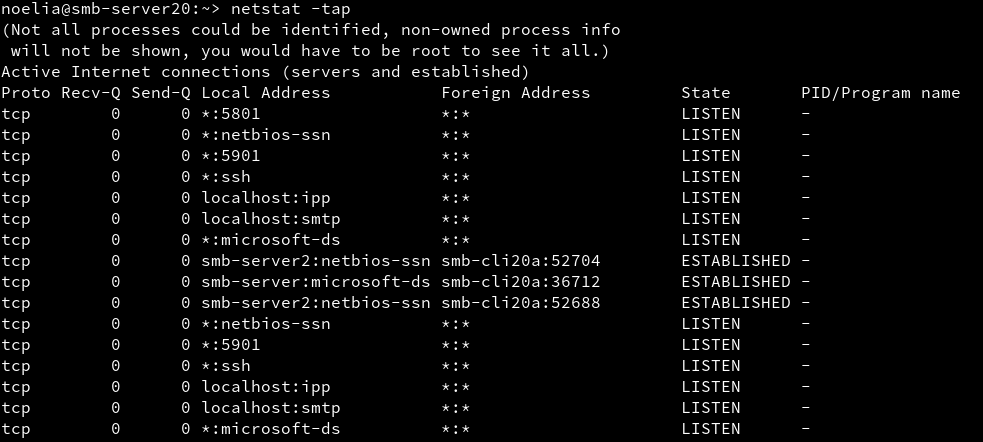 noelia@smb-server20:~> netstat -tap
(Not all processes could be identified, non-owned process info
 will not be shown, you would have to be root to see it all.)
Active Internet connections (servers and established)
Proto Recv-Q Send-Q Local Address           Foreign Address         State       PID/Program name
tcp        0      0 *:5801                  *:*                     LISTEN      -
tcp        0      0 *:netbios-ssn           *:*                     LISTEN      -
tcp        0      0 *:5901                  *:*                     LISTEN      -
tcp        0      0 *:ssh                   *:*                     LISTEN      -
tcp        0      0 localhost:ipp           *:*                     LISTEN      -
tcp        0      0 localhost:smtp          *:*                     LISTEN      -
tcp        0      0 *:microsoft-ds          *:*                     LISTEN      -
tcp        0      0 smb-server2:netbios-ssn smb-cli20a:52704        ESTABLISHED -
tcp        0      0 smb-server:microsoft-ds smb-cli20a:36712        ESTABLISHED -
tcp        0      0 smb-server2:netbios-ssn smb-cli20a:52688        ESTABLISHED -
tcp        0      0 *:netbios-ssn           *:*                     LISTEN      -
tcp        0      0 *:5901                  *:*                     LISTEN      -
tcp        0      0 *:ssh                   *:*                     LISTEN      -
tcp        0      0 localhost:ipp           *:*                     LISTEN      -
tcp        0      0 localhost:smtp          *:*                     LISTEN      -
tcp        0      0 *:microsoft-ds          *:*                     LISTEN      -